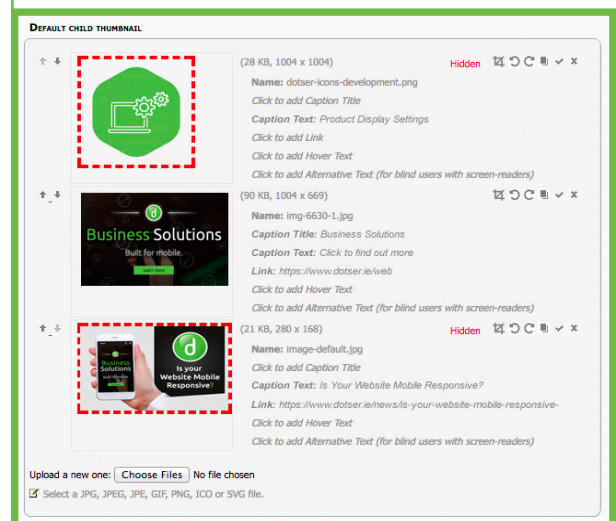 DEFAULT CHILD THUMBNAIL
(28 KB, 1004 x 1004) Hidden
Name: dotser-icons-development.png
Click to add Caption Title
Caption Text: Product Display Settings
Click to add Link
Click to add Hover Text
Click to add Alternative Text (for blind users with screen-readers)
(90 KB, 1004 x 669)
d
Business Solutions
Built for mobile.
Learn more
Name: img-6630-1.jpg
Caption Title: Business Solutions
Caption Text: Click to find out more
Link: https://www.dotser.ie/web
Click to add Hover Text
Click to add Alternative Text (for blind users with screen-readers)
(21 KB, 280 x 168) Hidden
d
Business
Solutions
Built for mobile
Is your
Website Mobile
Responsive?
Name: image-default.jpg
Click to add Caption Title
Caption Text: Is Your Website Mobile Responsive?
Link: https://www.dotser.ie/news/is-your-website-mobile-responsive-
Click to add Hover Text
Click to add Alternative Text (for blind users with screen-readers)
Upload a new one: Choose Files No file chosen
Select a JPG, JPEG, JPE, GIF, PNG, ICO or SVG file.